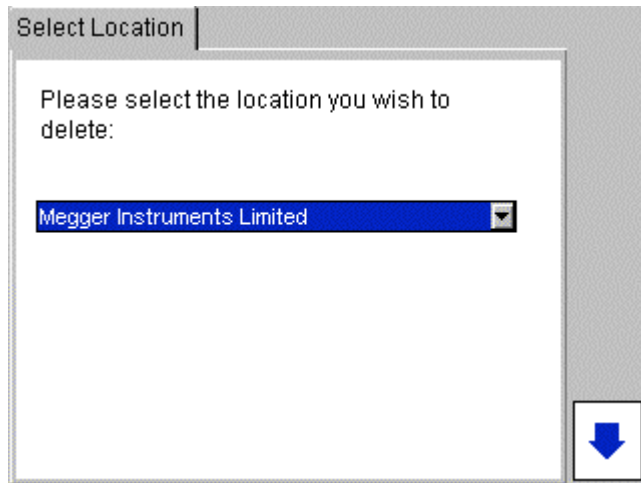 Select Location
Please select the location you wish to
delete:
Megger Instruments Limited